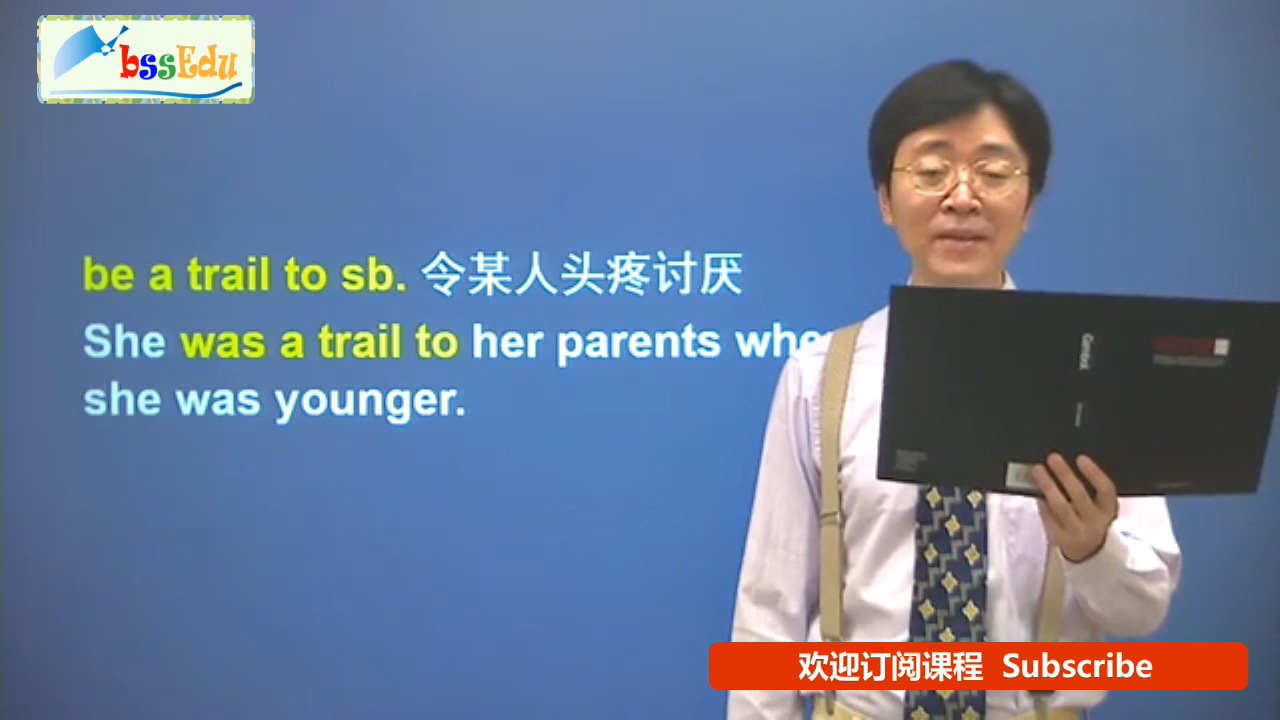 bssEdu
be a trail to sb. 令某人头疼讨厌
She was a trail to her parents whe
she was younger.
欢迎订阅课程 Subscribe